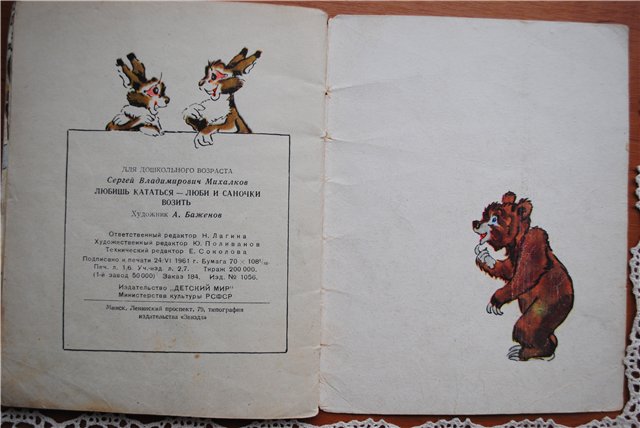 ДЛЯ ДОШКОЛЬНОГО ВОЗРАСТА
Сергей Владимирович Михалков
ЛЮБИШЬ КАТАТЬСЯ — ЛЮБИ И САНОЧКИ
ВОЗИТЬ
Художник А. Баженов
Ответственный редактор Н. Лагина
Художественный редактор Ю. Поливанов
Технический редактор Е. Соколова
Подписано к печати 24/VI 1961 г. Бумага 70 × 108¹/₁₆
Печ. л. 1,6. Уч.-изд. л. 2,7. Тираж 200 000.
(1-й завод 50 000) Заказ 184. Изд. № 1056.
Издательство „ДЕТСКИЙ МИР"
Министерства культуры РСФСР
Минск, Ленинский проспект, 79, типография
издательства «Звязда»